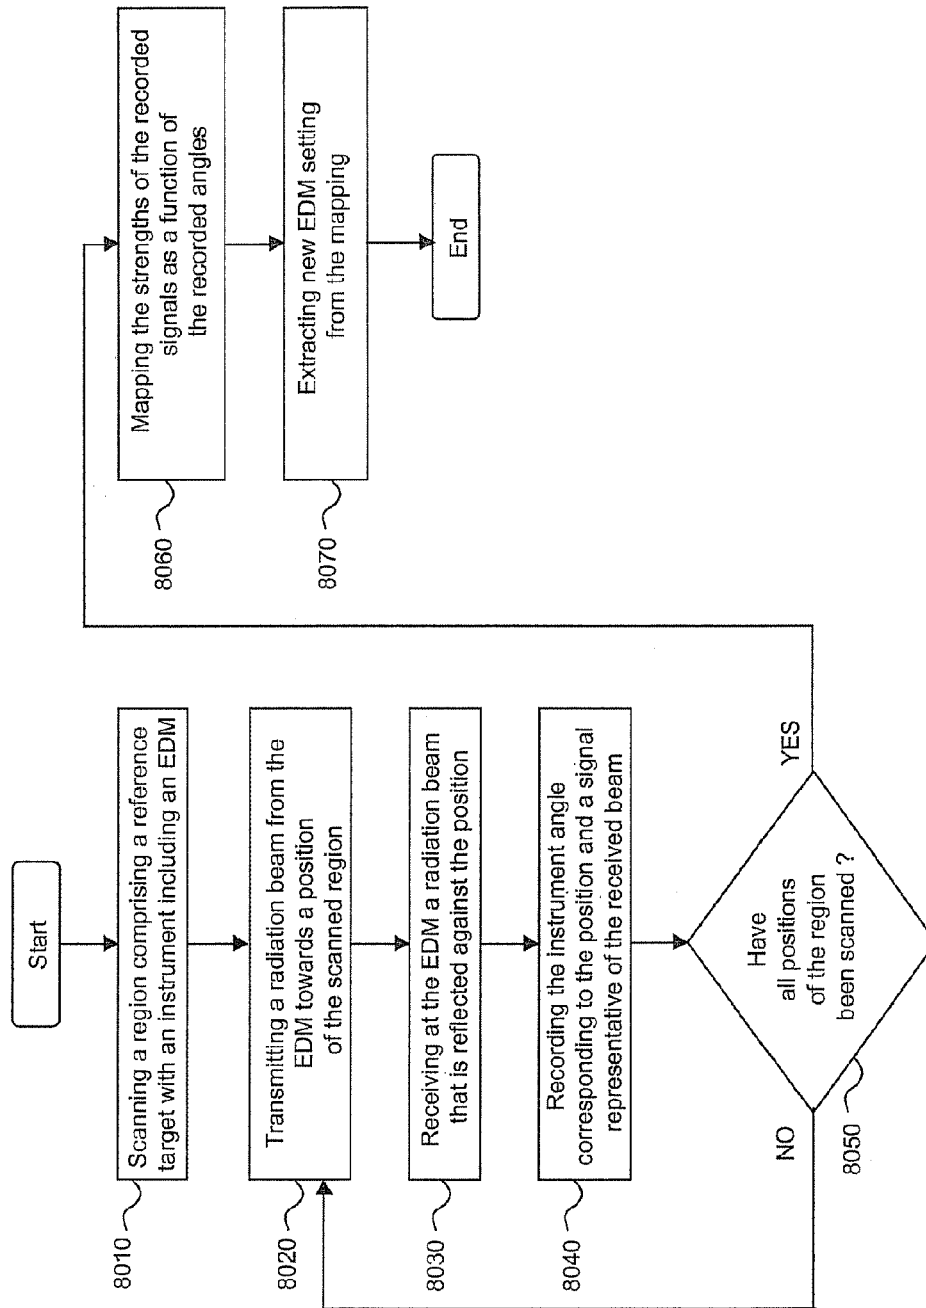 Start
Scanning a region comprising a reference
target with an instrument including an EDM
8010
Transmitting a radiation beam from the
EDM towards a position
of the scanned region
8020
Receiving at the EDM a radiation beam
that is reflected against the position
8030
Recording the instrument angle
corresponding to the position and a signal
representative of the received beam
8040
Have
all positions
of the region
been scanned ?
8050
NO
YES
Mapping the strengths of the recorded
signals as a function of
the recorded angles
8060
Extracting new EDM setting
from the mapping
8070
End